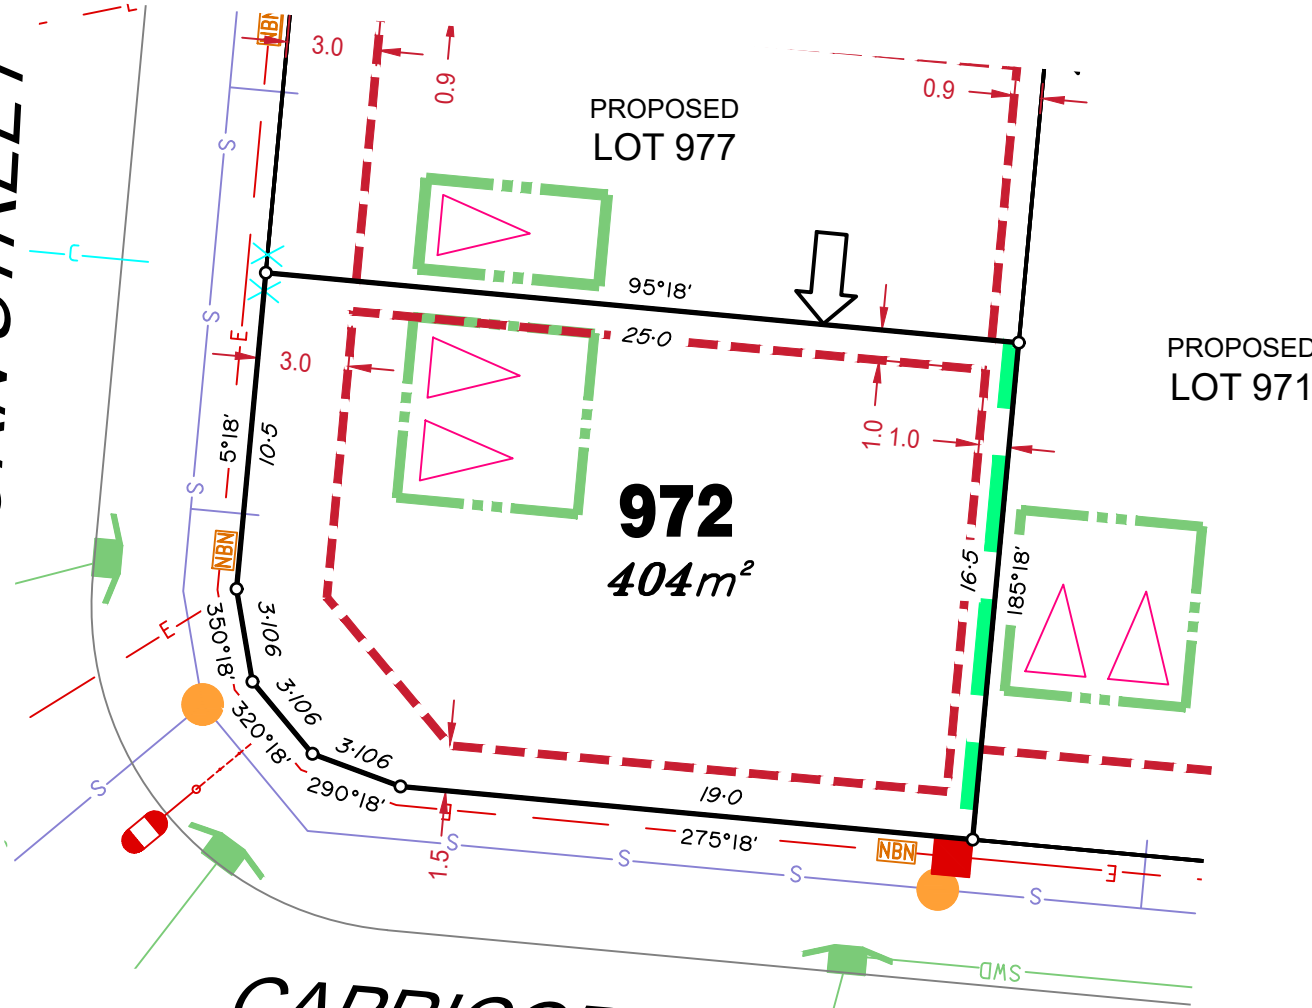 NBN
3.0
0.9
0.9
PROPOSED
LOT 977
S
C
95°18'
25·0
S
E
3.0
PROPOSED
LOT 971
1.0
1.0
5°18'
10·5
S
972
404m²
NBN
16·5
185°18'
3·106
350°18'
E
3·106
320°18'
3·106
290°18'
19·0
275°18'
S
E
1.5
S
S
NBN
S
E
S
SWD